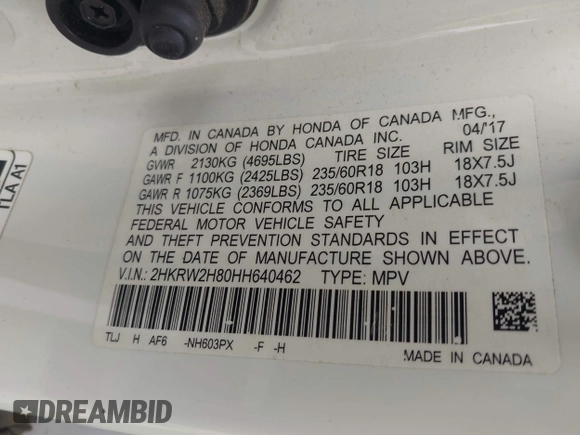 MFD. IN CANADA BY HONDA OF CANADA MFG.,
A DIVISION OF HONDA CANADA INC. 04/'17
GVWR 2130KG (4695LBS) TIRE SIZE RIM SIZE
GAWR F 1100KG (2425LBS) 235/60R18 103H 18X7.5J
GAWR R 1075KG (2369LBS) 235/60R18 103H 18X7.5J
THIS VEHICLE CONFORMS TO ALL APPLICABLE
FEDERAL MOTOR VEHICLE SAFETY
AND THEFT PREVENTION STANDARDS IN EFFECT
ON THE DATE OF MANUFACTURE SHOWN ABOVE.
V.I.N.: 2HKRW2H80HH640462 TYPE: MPV
TLJ H AF6 -NH603PX -F -H
MADE IN CANADA
TLA A1
DREAMBID